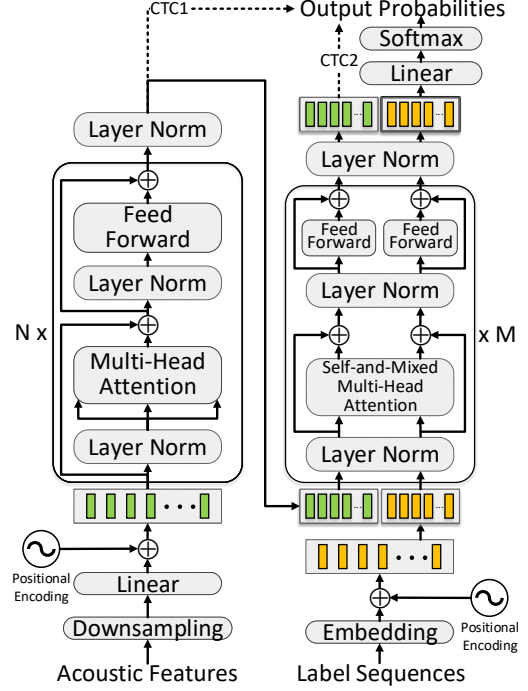 CTC1
Output Probabilities
Softmax
CTC2
Linear
Layer Norm
Layer Norm
Feed
Forward
Feed
Forward
Feed
Forward
Layer Norm
Layer Norm
N x
x M
Multi-Head
Attention
Self-and-Mixed
Multi-Head
Attention
Layer Norm
Layer Norm
Positional
Encoding
Linear
Downsampling
Embedding
Positional
Encoding
Acoustic Features
Label Sequences